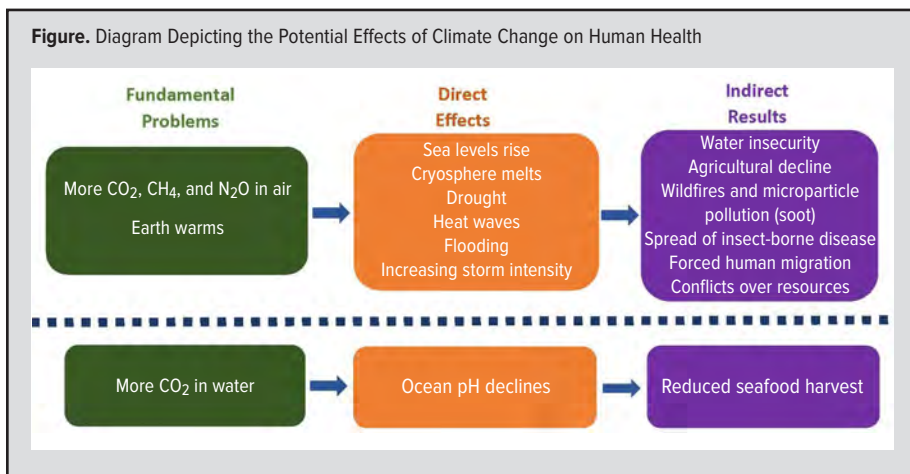 Figure. Diagram Depicting the Potential Effects of Climate Change on Human Health
Fundamental
Problems
Direct
Effects
Indirect
Results
More CO₂, CH₄, and N₂O in air
Earth warms
Sea levels rise
Cryosphere melts
Drought
Heat waves
Flooding
Increasing storm intensity
Water insecurity
Agricultural decline
Wildfires and microparticle
pollution (soot)
Spread of insect-borne disease
Forced human migration
Conflicts over resources
More CO₂ in water
Ocean pH declines
Reduced seafood harvest